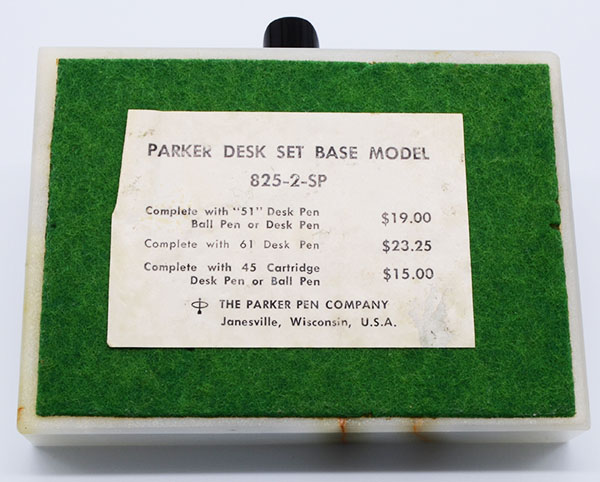 PARKER DESK SET BASE MODEL
825-2-SP
Complete with "51" Desk Pen
Ball Pen or Desk Pen $19.00
Complete with 61 Desk Pen $23.25
Complete with 45 Cartridge
Desk Pen or Ball Pen $15.00
THE PARKER PEN COMPANY
Janesville, Wisconsin, U.S.A.